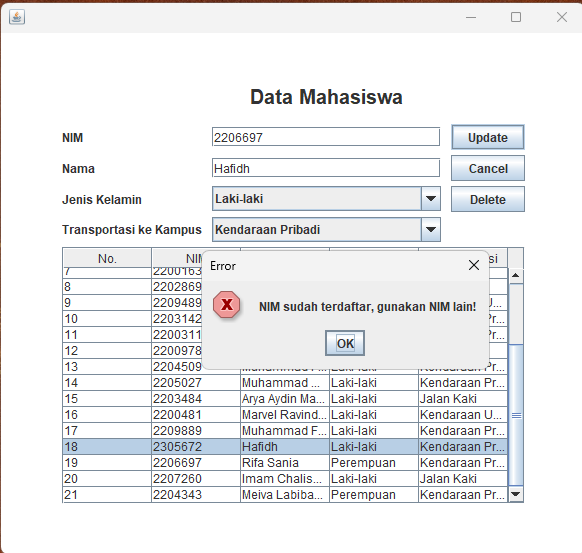 Data Mahasiswa
NIM 2206697 Update
Nama Hafidh Cancel
Jenis Kelamin Laki-laki Delete
Transportasi ke Kampus Kendaraan Pribadi
No. NIM si
Error
NIM sudah terdaftar, gunakan NIM lain!
OK
7 2200163
8 2202869
9 2209489 U...
10 2203142 Pr...
11 2200311 Pr...
12 2200978
13 2204509 Pr...
14 2205027 Muhammad ... Laki-laki Kendaraan Pr...
15 2203484 Arya Aydin Ma... Laki-laki Jalan Kaki
16 2200481 Marvel Ravind... Laki-laki Kendaraan U...
17 2209889 Muhammad F... Laki-laki Kendaraan Pr...
18 2305672 Hafidh Laki-laki Kendaraan Pr...
19 2206697 Rifa Sania Perempuan Kendaraan Pr...
20 2207260 Imam Chalis... Laki-laki Jalan Kaki
21 2204343 Meiva Labiba... Perempuan Kendaraan Pr...